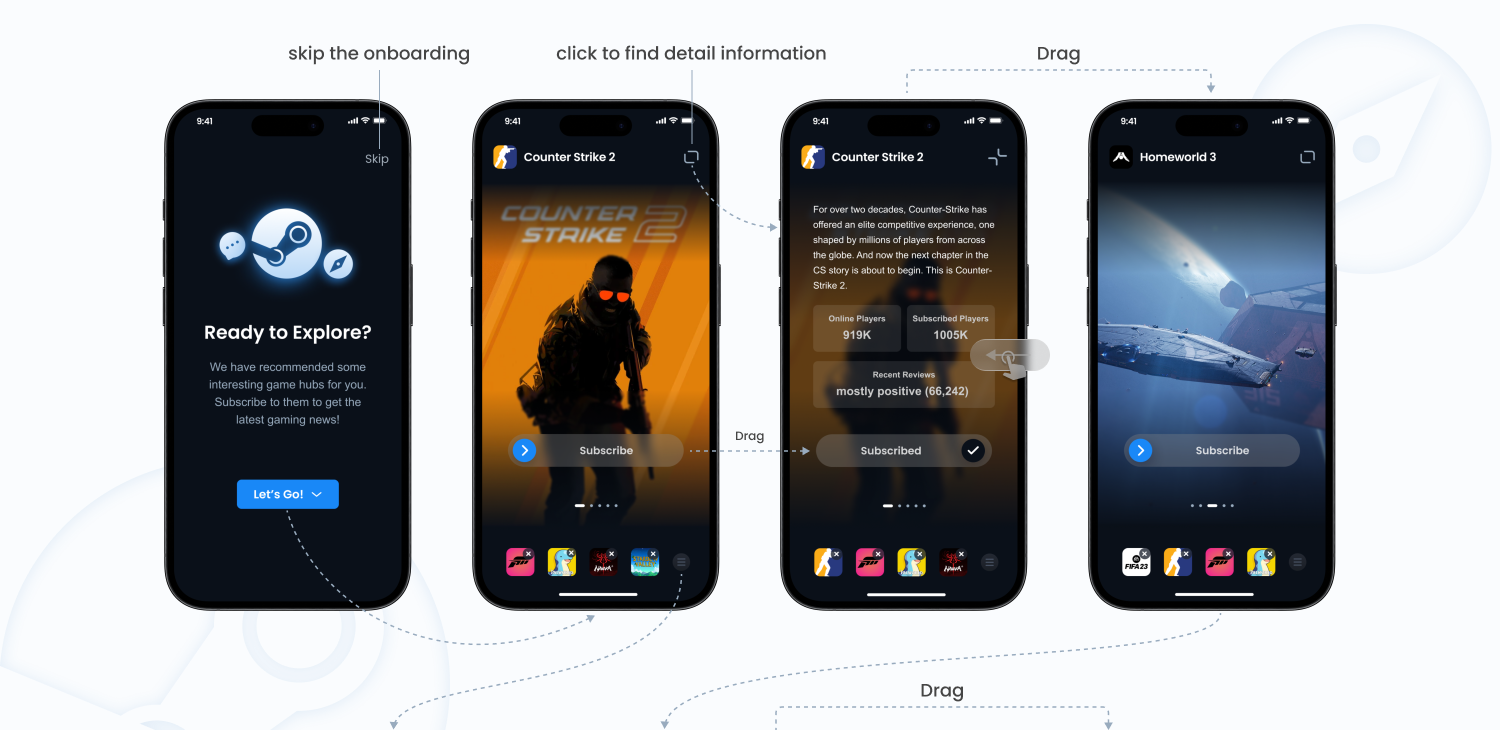 skip the onboarding
click to find detail information
Drag
9:41
Skip
Ready to Explore?
We have recommended some
interesting game hubs for you.
Subscribe to them to get the
latest gaming news!
Let's Go!
9:41
Counter Strike 2
COUNTER
STRIKE 2
Subscribe
Drag
9:41
Counter Strike 2
For over two decades, Counter-Strike has
offered an elite competitive experience, one
shaped by millions of players from across
the globe. And now the next chapter in the
CS story is about to begin. This is Counter-
Strike 2.
Online Players
919K
Subscribed Players
1005K
Recent Reviews
mostly positive (66,242)
Subscribed
9:41
Homeworld 3
Subscribe
FIFA 23
Drag